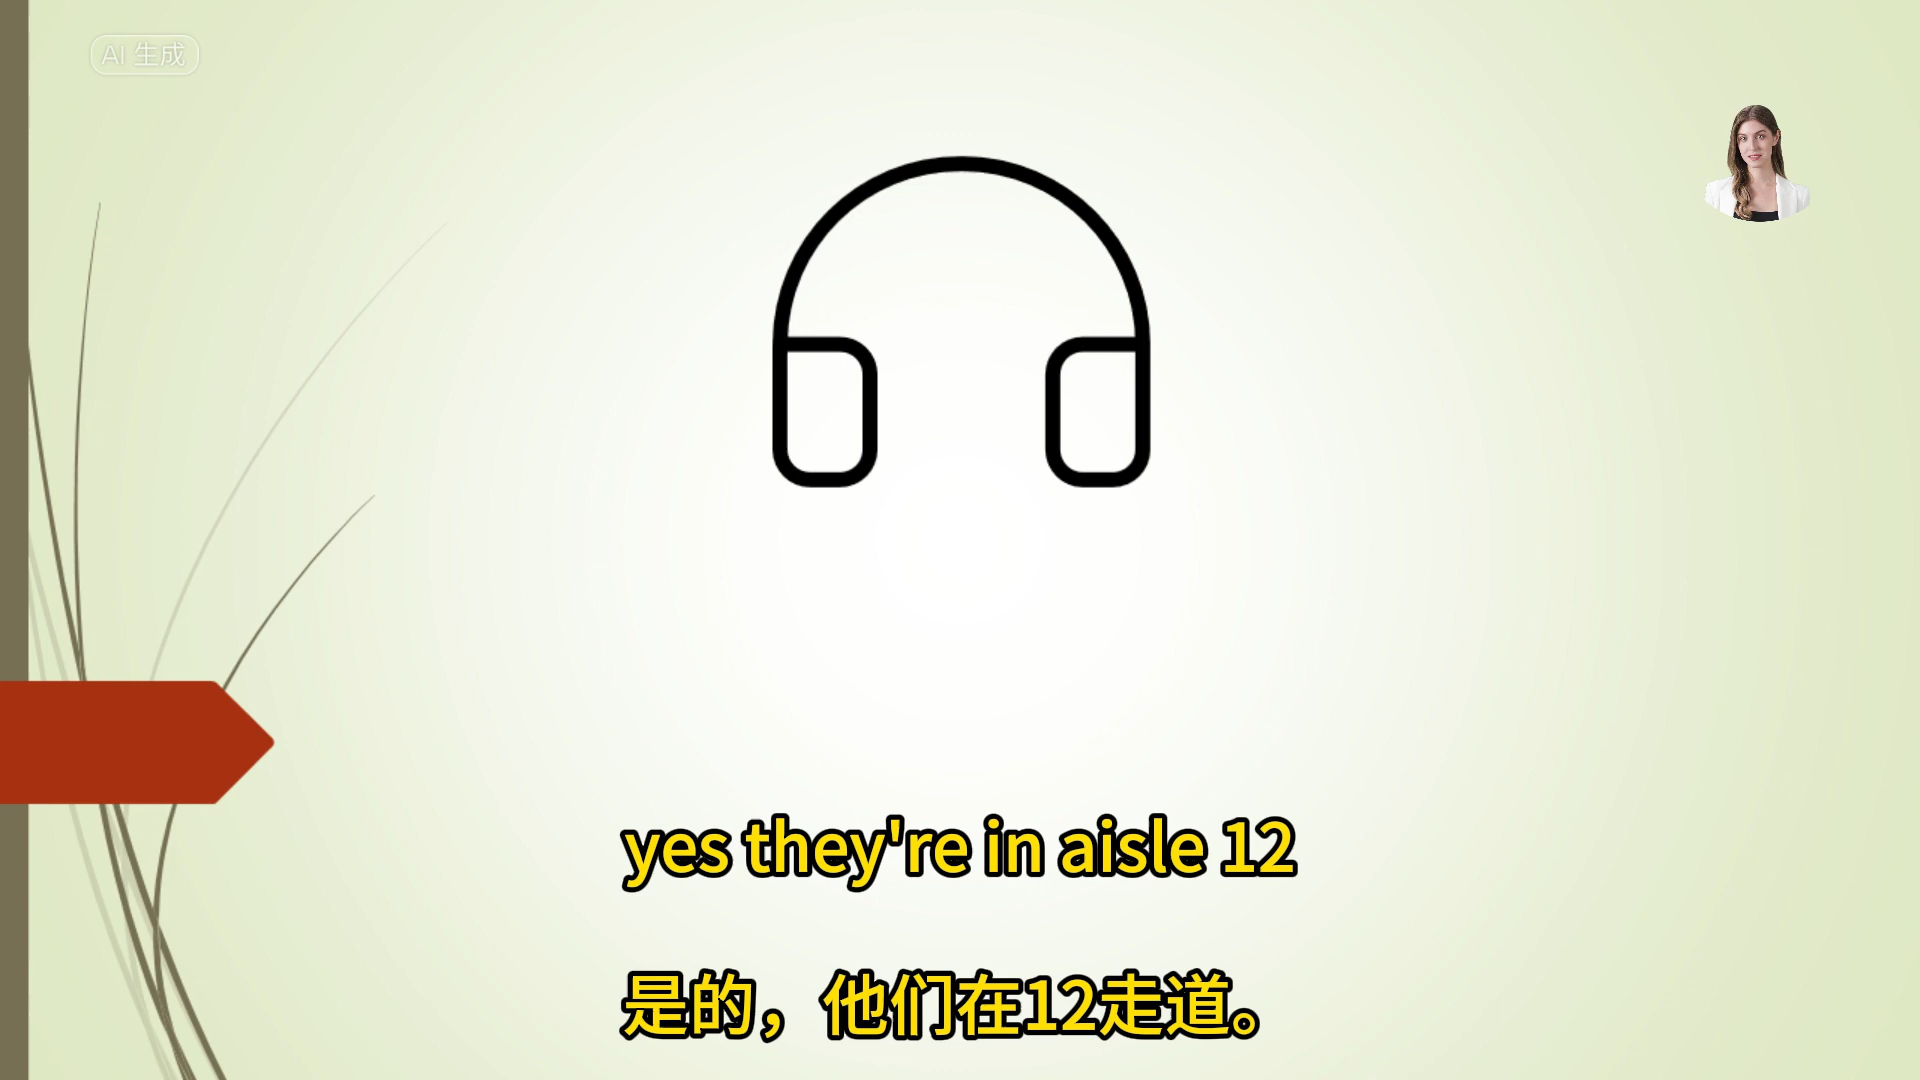 AI 生成
yes they're in aisle 12
是的，他们在12走道。